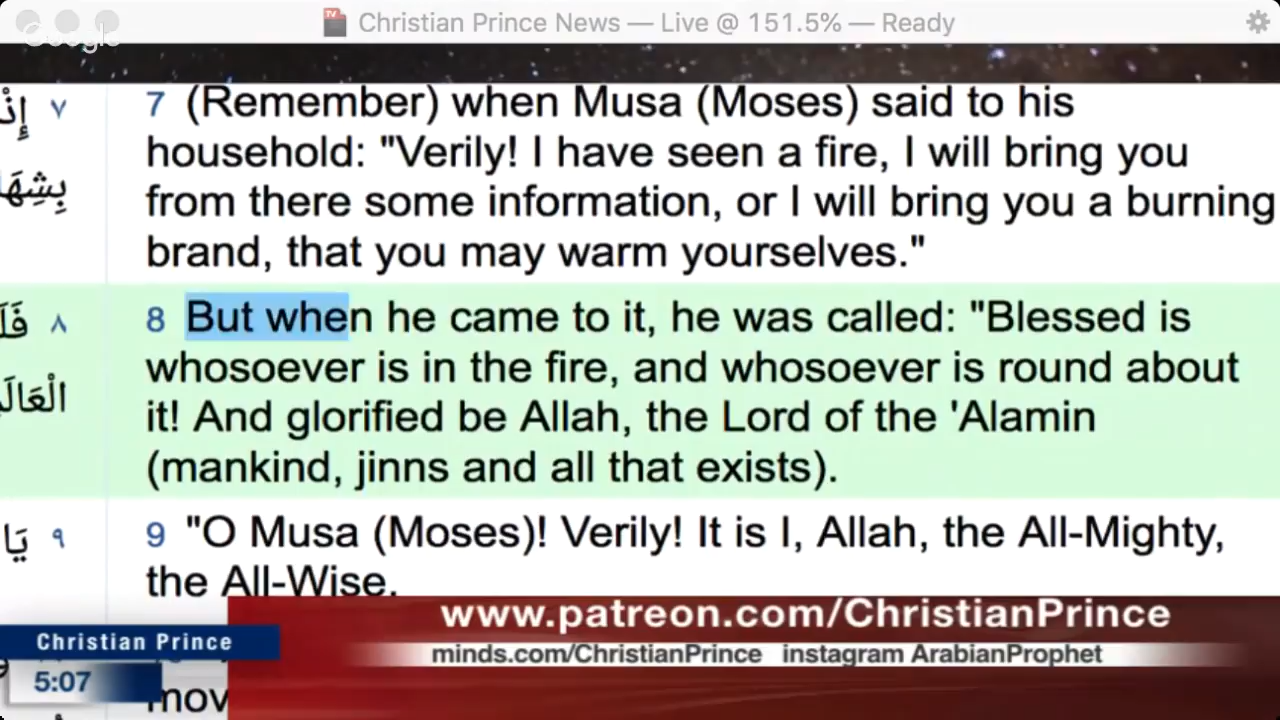 TV Christian Prince News — Live @ 151.5% — Ready
Google
إِذْ ٧ 7 (Remember) when Musa (Moses) said to his
household: "Verily! I have seen a fire, I will bring you
from there some information, or I will bring you a burning
brand, that you may warm yourselves."
٨ 8 But when he came to it, he was called: "Blessed is
whosoever is in the fire, and whosoever is round about
it! And glorified be Allah, the Lord of the 'Alamin
(mankind, jinns and all that exists).
يَا ٩ 9 "O Musa (Moses)! Verily! It is I, Allah, the All-Mighty,
the All-Wise.
www.patreon.com/ChristianPrince
Christian Prince
minds.com/ChristianPrince instagram ArabianProphet
5:07
mov